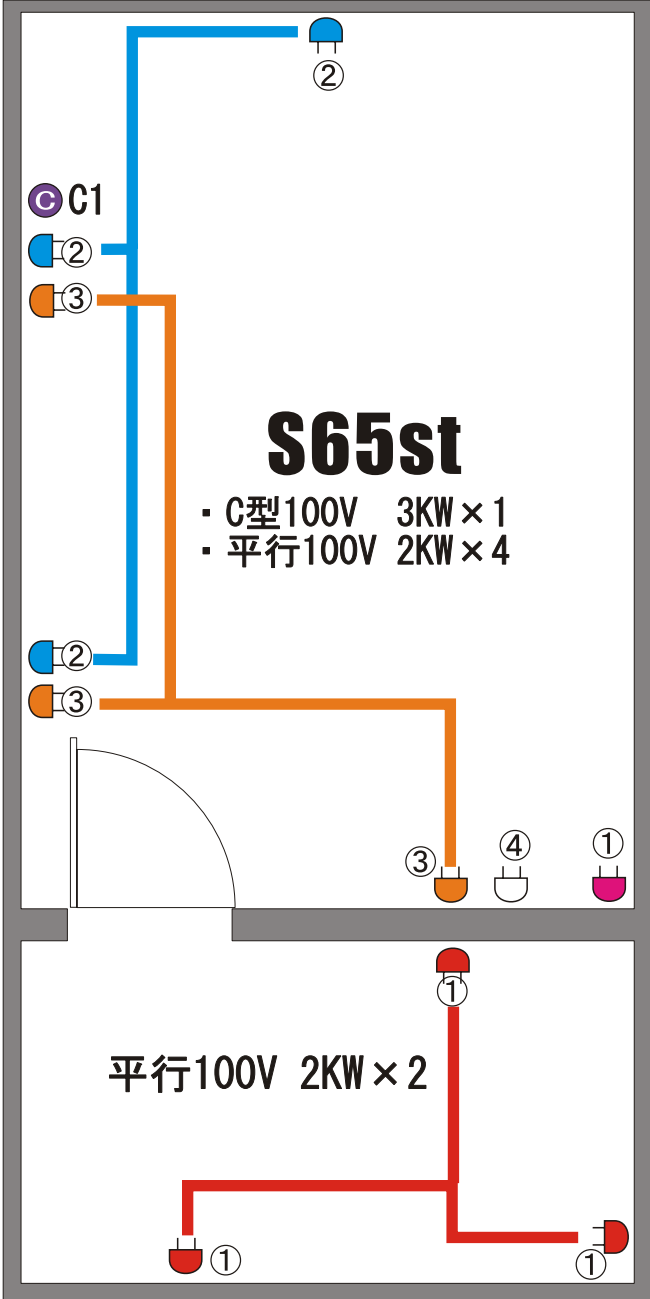 ②
Ⓒ C1
②
③
S65st
・C型100V 3KW×1
・平行100V 2KW×4
②
③
③ ④ ①
①
平行100V 2KW×2
① ①